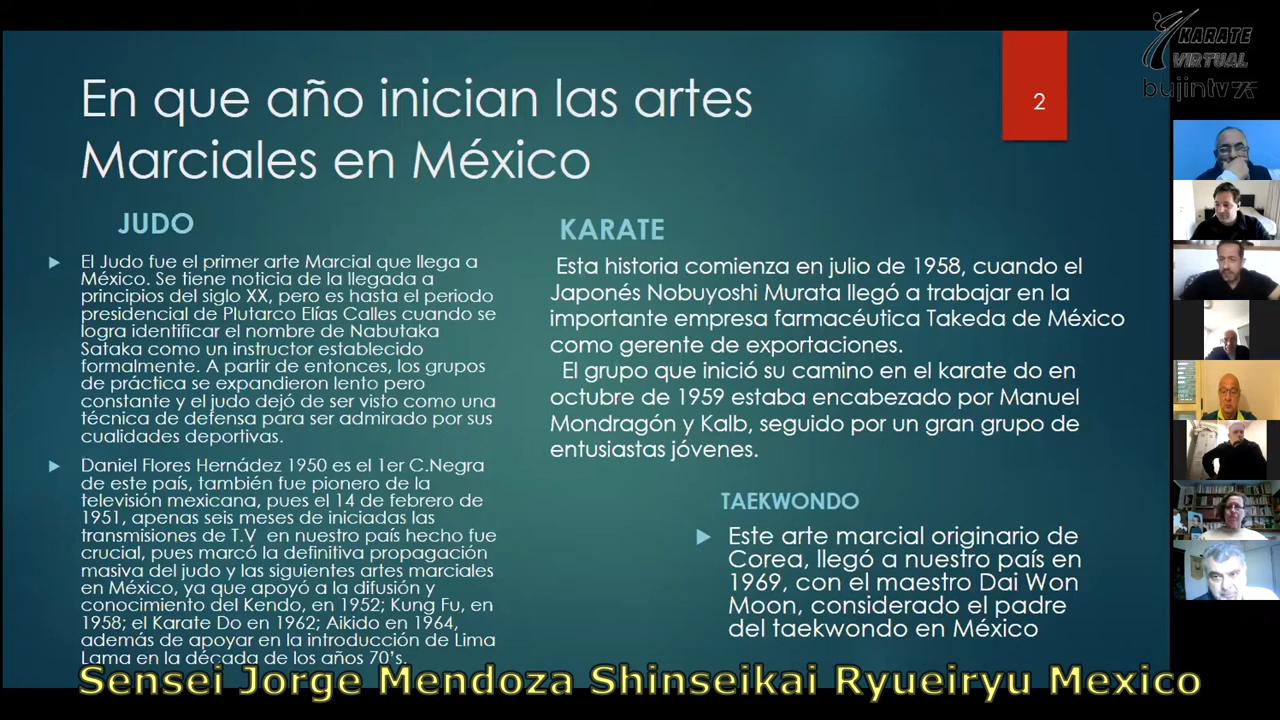 En que año inician las artes
Marciales en México
2
KARATE
VIRTUAL
bujintv
JUDO
El Judo fue el primer arte Marcial que llega a
México. Se tiene noticia de la llegada a
principios del siglo XX, pero es hasta el periodo
presidencial de Plutarco Elías Calles cuando se
logra identificar el nombre de Nabutaka
Sataka como un instructor establecido
formalmente. A partir de entonces, los grupos
de práctica se expandieron lento pero
constante y el judo dejó de ser visto como una
técnica de defensa para ser admirado por sus
cualidades deportivas.
Daniel Flores Hernádez 1950 es el 1er C.Negra
de este país, también fue pionero de la
televisión mexicana, pues el 14 de febrero de
1951, apenas seis meses de iniciadas las
transmisiones de T.V en nuestro país hecho fue
crucial, pues marcó la definitiva propagación
masiva del judo y las siguientes artes marciales
en México, ya que apoyó a la difusión y
conocimiento del Kendo, en 1952; Kung Fu, en
1958; el Karate Do en 1962; Aikido en 1964,
además de apoyar en la introducción de Lima
Lama en la década de los años 70's.
KARATE
Esta historia comienza en julio de 1958, cuando el
Japonés Nobuyoshi Murata llegó a trabajar en la
importante empresa farmacéutica Takeda de México
como gerente de exportaciones.
El grupo que inició su camino en el karate do en
octubre de 1959 estaba encabezado por Manuel
Mondragón y Kalb, seguido por un gran grupo de
entusiastas jóvenes.
TAEKWONDO
Este arte marcial originario de
Corea, llegó a nuestro país en
1969, con el maestro Dai Won
Moon, considerado el padre
del taekwondo en México
Sensei Jorge Mendoza Shinseikai Ryueiryu Mexico